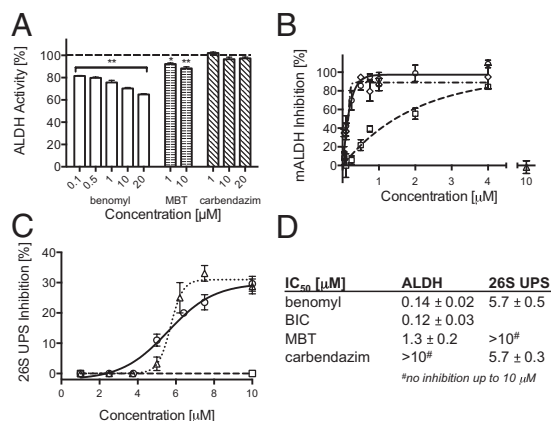 A
ALDH Activity [%]
120
100
80
60
40
20
0
** * **
0.1 0.5 1 10 20 1 10 1 10 20
benomyl MBT carbendazim
Concentration [μM]
B
mALDH Inhibition [%]
100
80
60
40
20
0
0 1 2 3 4 10
Concentration [μM]
C
26S UPS Inhibition [%]
40
30
20
10
0
0 2 4 6 8 10
Concentration [μM]
D
IC50 [μM] ALDH 26S UPS
benomyl 0.14 ± 0.02 5.7 ± 0.5
BIC 0.12 ± 0.03
MBT 1.3 ± 0.2 >10#
carbendazim >10# 5.7 ± 0.3
#no inhibition up to 10 μM